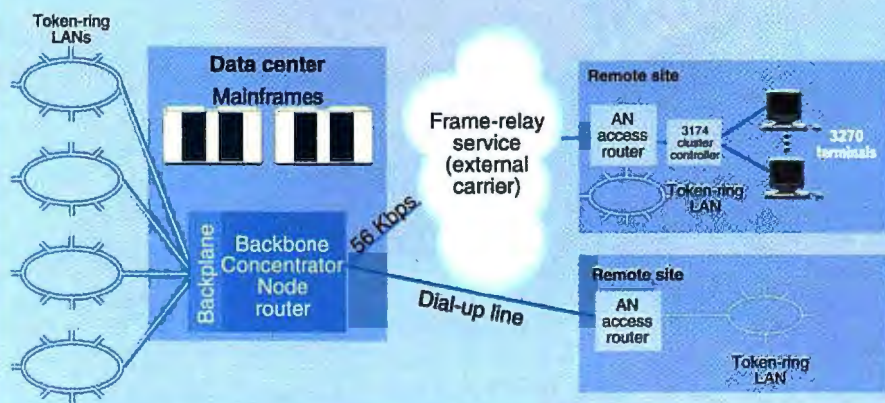 Token-ring
LANs
Data center
Mainframes
Backplane
Backbone
Concentrator
Node
router
56 Kbps
Frame-relay
service
(external
carrier)
Dial-up line
Remote site
AN
access
router
3174
cluster
controller
3270
terminals
Token-ring
LAN
Remote site
AN
access
router
Token-ring
LAN